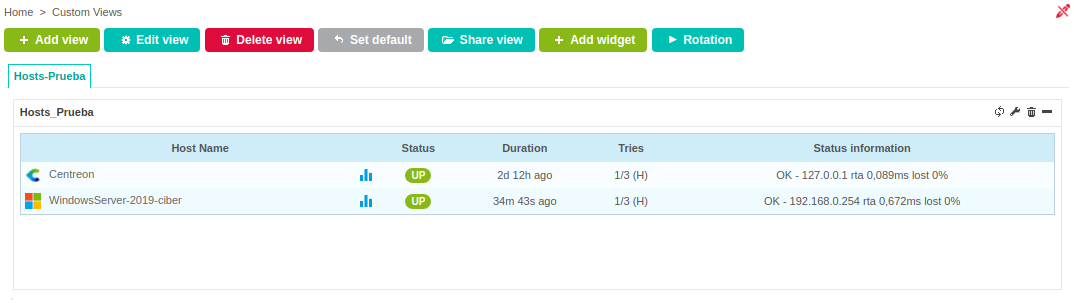 Home > Custom Views
Add view Edit view Delete view Set default Share view Add widget Rotation
Hosts-Prueba
Hosts_Prueba
Host Name Status Duration Tries Status information
Centreon UP 2d 12h ago 1/3 (H) OK - 127.0.0.1 rta 0,089ms lost 0%
WindowsServer-2019-ciber UP 34m 43s ago 1/3 (H) OK - 192.168.0.254 rta 0,672ms lost 0%